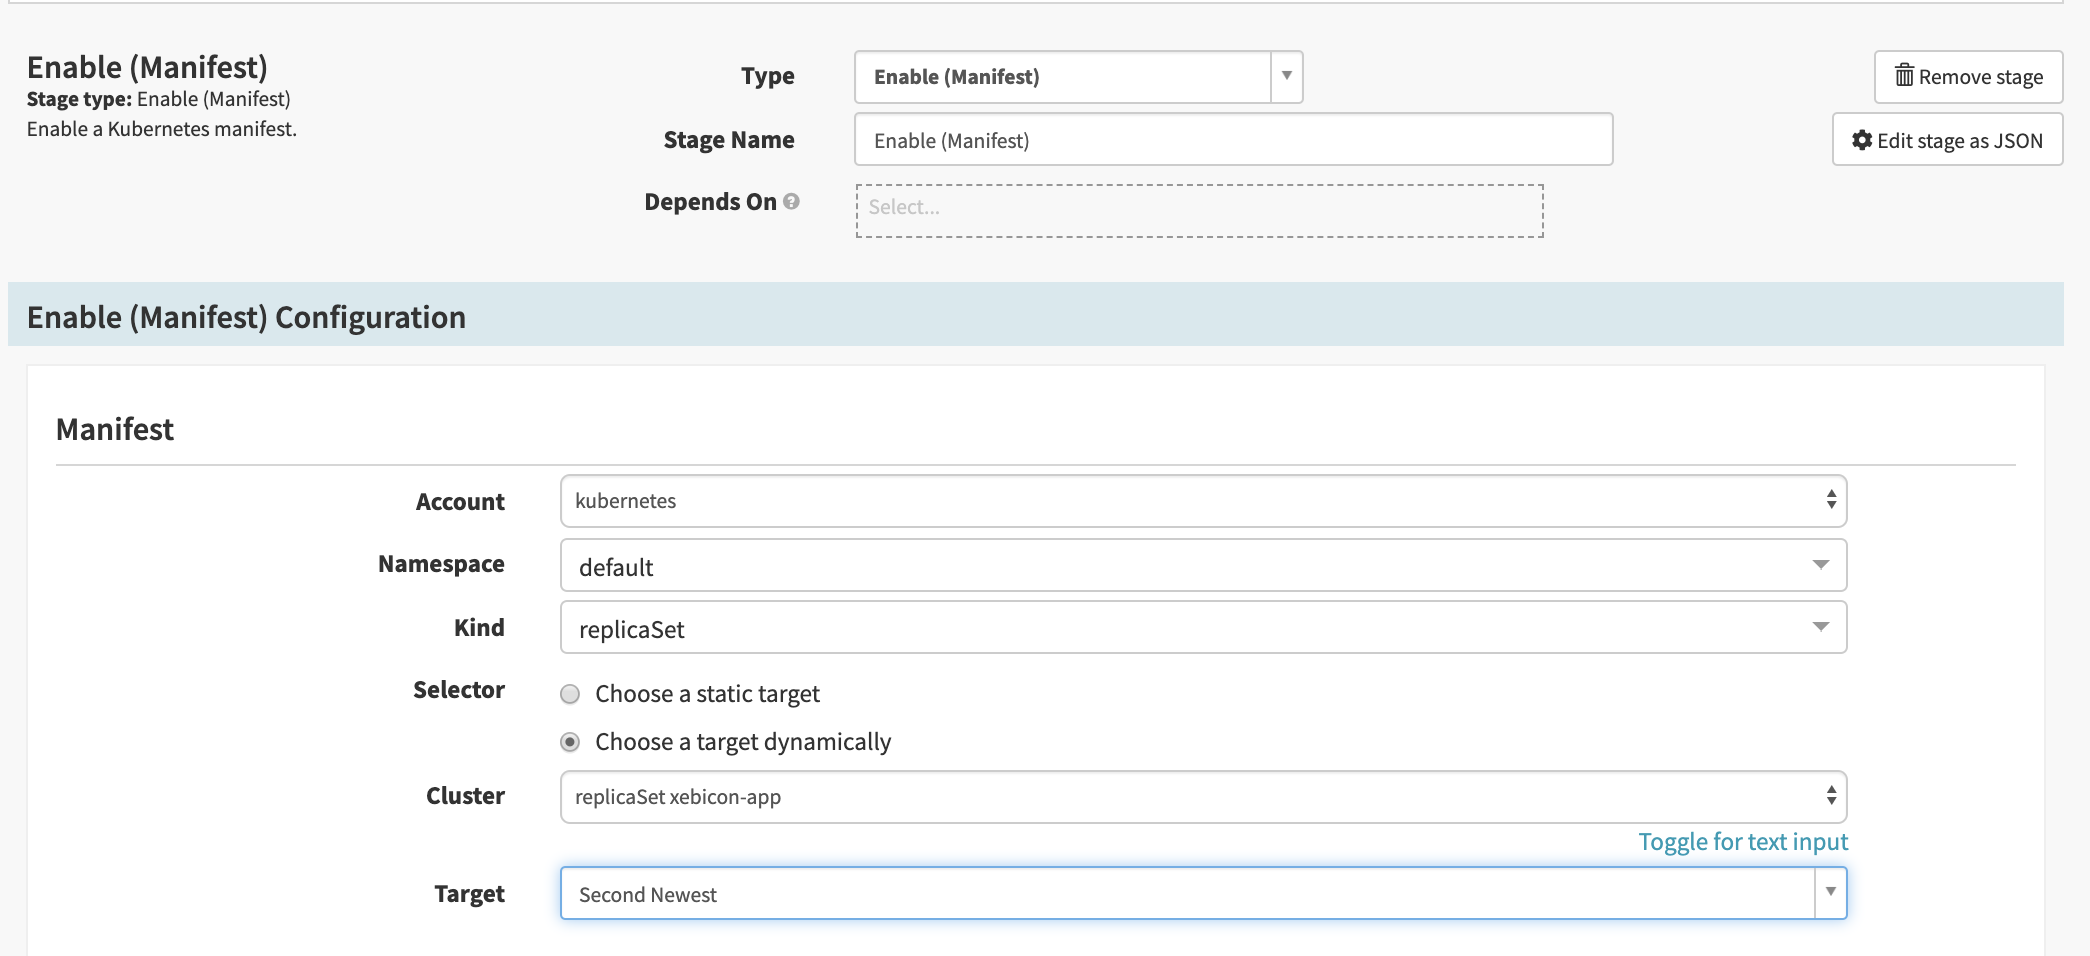 Enable (Manifest)
Stage type: Enable (Manifest)
Enable a Kubernetes manifest.
Type
Enable (Manifest)
Remove stage
Stage Name
Enable (Manifest)
Edit stage as JSON
Depends On
Select...
Enable (Manifest) Configuration
Manifest
Account
kubernetes
Namespace
default
Kind
replicaSet
Selector
Choose a static target
Choose a target dynamically
Cluster
replicaSet xebicon-app
Toggle for text input
Target
Second Newest